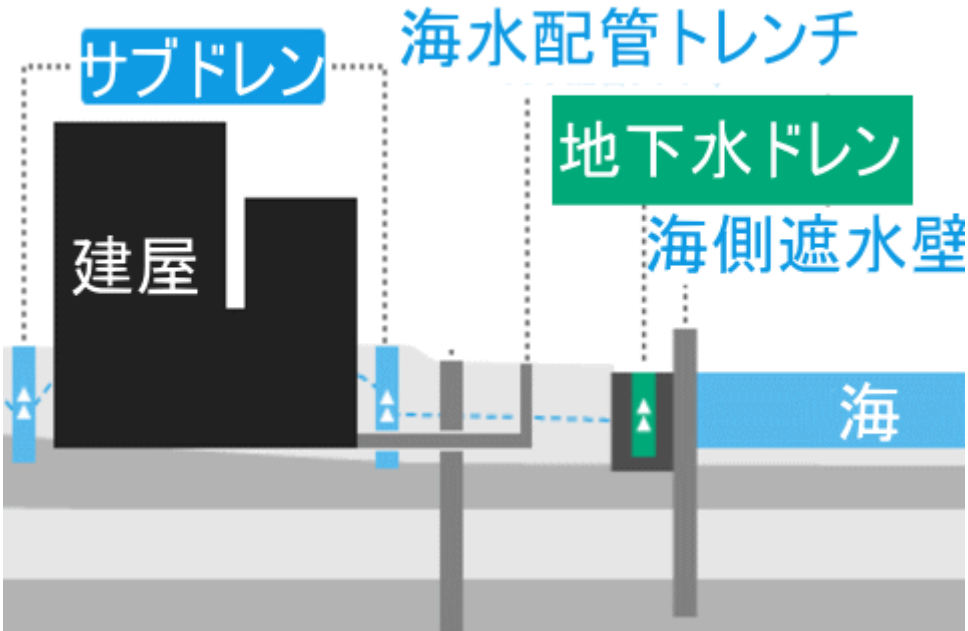 サブドレン
海水配管トレンチ
地下水ドレン
海側遮水壁
建屋
海